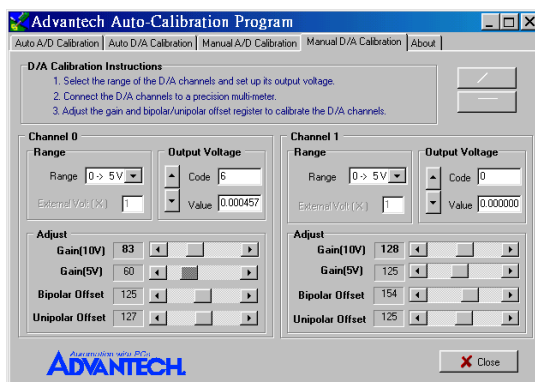 Advantech Auto-Calibration Program
Auto A/D Calibration Auto D/A Calibration Manual A/D Calibration Manual D/A Calibration About
D/A Calibration Instructions
1. Select the range of the D/A channels and set up its output voltage.
2. Connect the D/A channels to a precision multi-meter.
3. Adjust the gain and bipolar/unipolar offset register to calibrate the D/A channels.
Channel 0
Range
Range 0 -> 5 V
External Volt (X) 1
Output Voltage
Code 6
Value 0.000457
Adjust
Gain(10V) 83
Gain(5V) 60
Bipolar Offset 125
Unipolar Offset 127
Channel 1
Range
Range 0 -> 5 V
External Volt (X) 1
Output Voltage
Code 0
Value 0.000000
Adjust
Gain(10V) 128
Gain(5V) 125
Bipolar Offset 154
Unipolar Offset 125
Automation with PCs
ADVANTECH.
Close